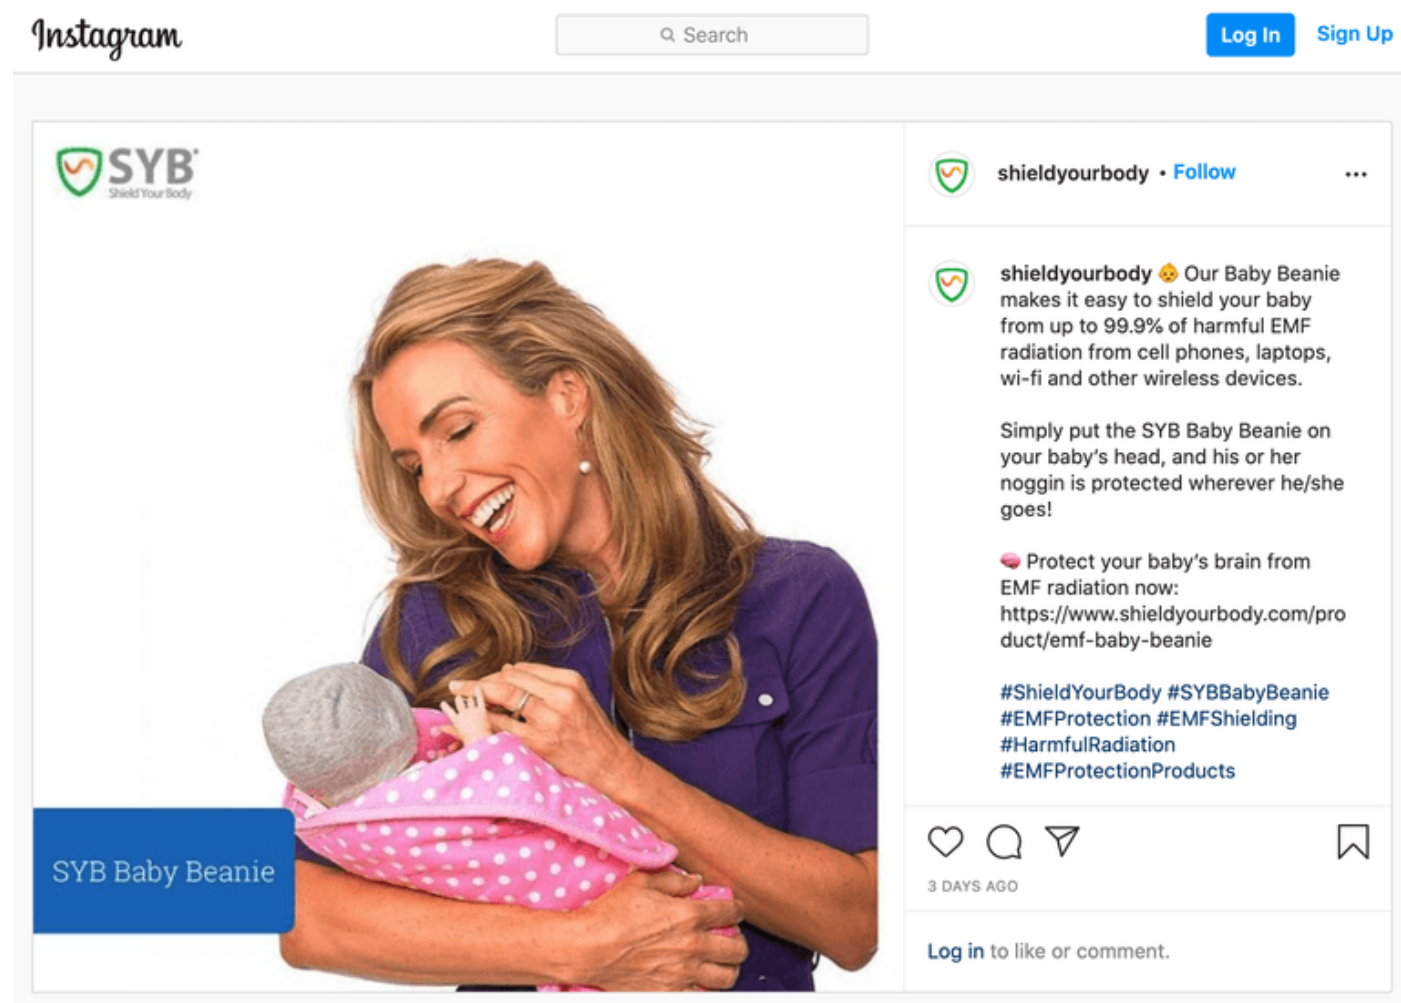 Instagram
Search
Log In
Sign Up
SYB
Shield Your Body
SYB Baby Beanie
shieldyourbody • Follow
shieldyourbody 👶 Our Baby Beanie
makes it easy to shield your baby
from up to 99.9% of harmful EMF
radiation from cell phones, laptops,
wi-fi and other wireless devices.
Simply put the SYB Baby Beanie on
your baby's head, and his or her
noggin is protected wherever he/she
goes!
🧠 Protect your baby's brain from
EMF radiation now:
https://www.shieldyourbody.com/pro
duct/emf-baby-beanie
#ShieldYourBody #SYBBabyBeanie
#EMFProtection #EMFShielding
#HarmfulRadiation
#EMFProtectionProducts
3 DAYS AGO
Log in to like or comment.